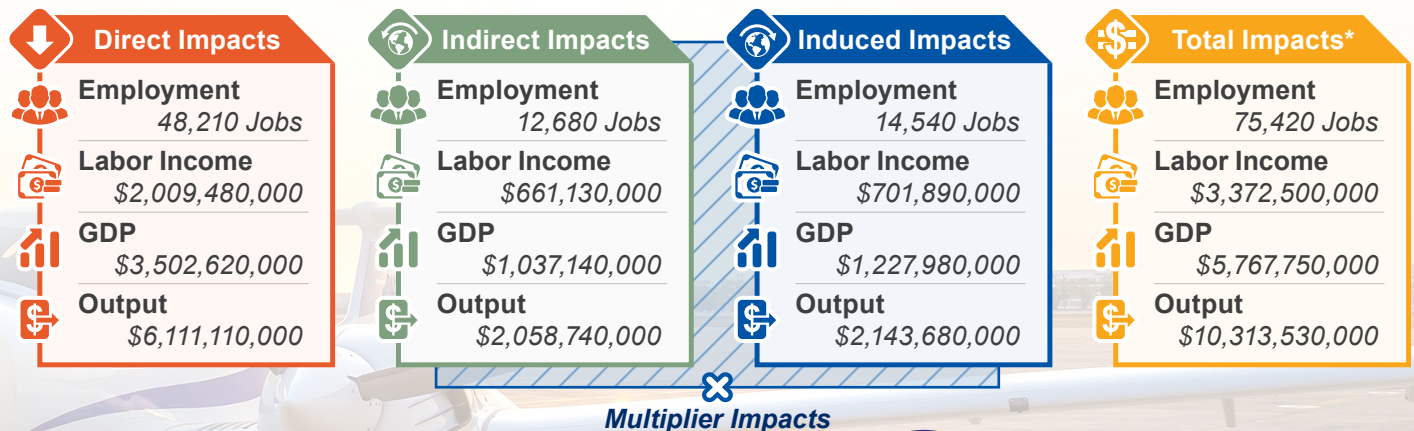 Direct Impacts
Employment
48,210 Jobs
Labor Income
$2,009,480,000
GDP
$3,502,620,000
Output
$6,111,110,000
Indirect Impacts
Employment
12,680 Jobs
Labor Income
$661,130,000
GDP
$1,037,140,000
Output
$2,058,740,000
Induced Impacts
Employment
14,540 Jobs
Labor Income
$701,890,000
GDP
$1,227,980,000
Output
$2,143,680,000
Total Impacts*
Employment
75,420 Jobs
Labor Income
$3,372,500,000
GDP
$5,767,750,000
Output
$10,313,530,000
Multiplier Impacts